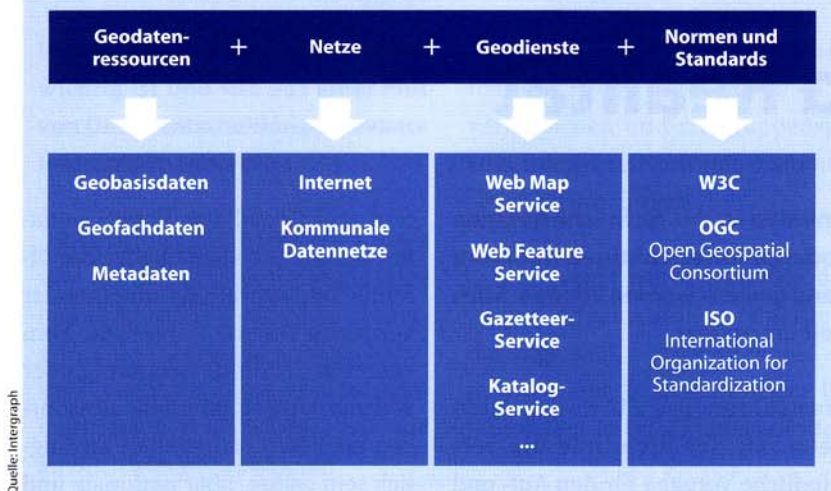 Geodaten-
ressourcen
+
Netze
+
Geodienste
+
Normen und
Standards
Geobasisdaten
Geofachdaten
Metadaten
Internet
Kommunale
Datennetze
Web Map
Service
Web Feature
Service
Gazetteer-
Service
Katalog-
Service
...
W3C
OGC
Open Geospatial
Consortium
ISO
International
Organization for
Standardization
Quelle: Intergraph